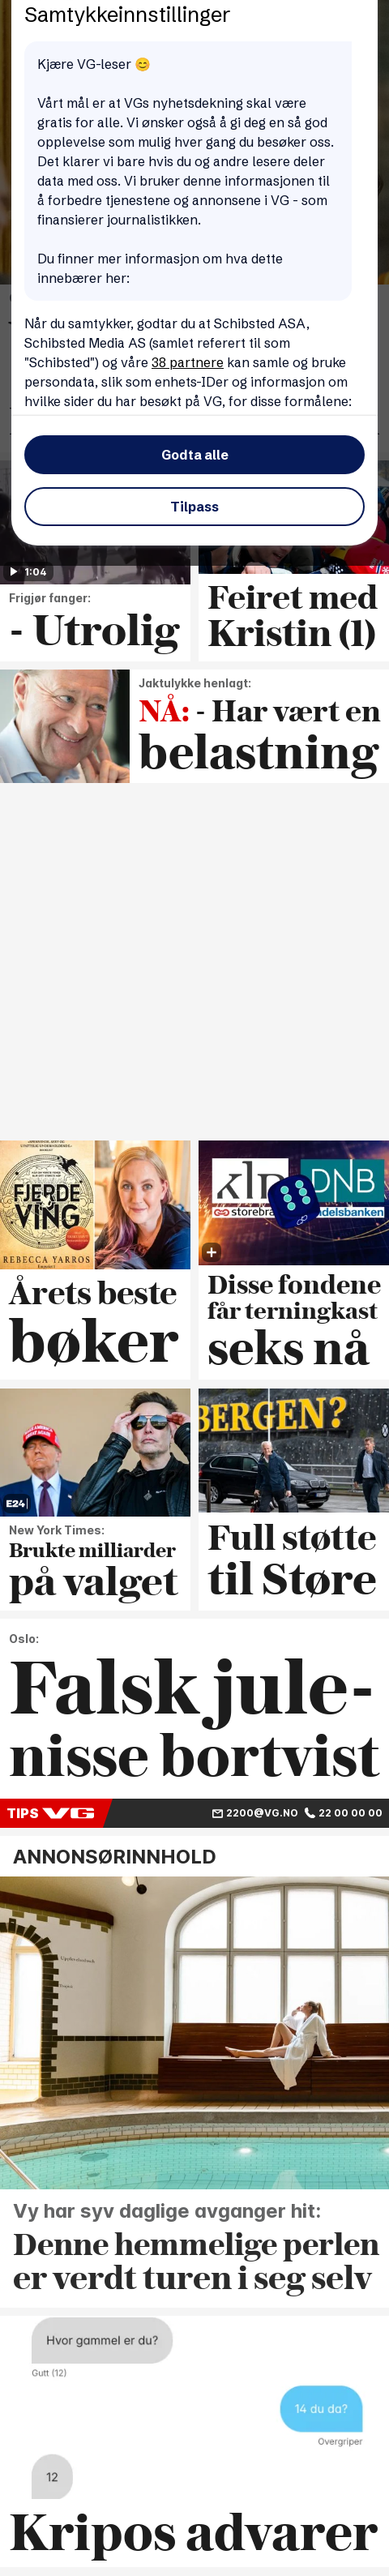 Samtykkeinnstillinger
Kjære VG-leser 😊
Vårt mål er at VGs nyhetsdekning skal være
gratis for alle. Vi ønsker også å gi deg en så god
opplevelse som mulig hver gang du besøker oss.
Det klarer vi bare hvis du og andre lesere deler
data med oss. Vi bruker denne informasjonen til
å forbedre tjenestene og annonsene i VG - som
finansierer journalistikken.
Du finner mer informasjon om hva dette
innebærer her:
Når du samtykker, godtar du at Schibsted ASA,
Schibsted Media AS (samlet referert til som
"Schibsted") og våre 38 partnere kan samle og bruke
persondata, slik som enhets-IDer og informasjon om
hvilke sider du har besøkt på VG, for disse formålene:
Godta alle
Tilpass
1:04
Frigjør fanger:
- Utrolig
Feiret med
Kristin (1)
Jaktulykke henlagt:
NÅ: - Har vært en
belastning
FJERDE
VING
REBECCA YARROS
Årets beste
bøker
klp
DNB
storebra
ndelsbanken
Disse fondene
får terningkast
seks nå
E24
New York Times:
Brukte milliarder
på valget
BERGEN?
Full støtte
til Støre
Oslo:
Falsk jule-
nisse bortvist
TIPS VG
2200@VG.NO
22 00 00 00
ANNONSØRINNHOLD
Vy har syv daglige avganger hit:
Denne hemmelige perlen
er verdt turen i seg selv
Hvor gammel er du?
Gutt (12)
14 du da?
Overgriper
12
Kripos advarer